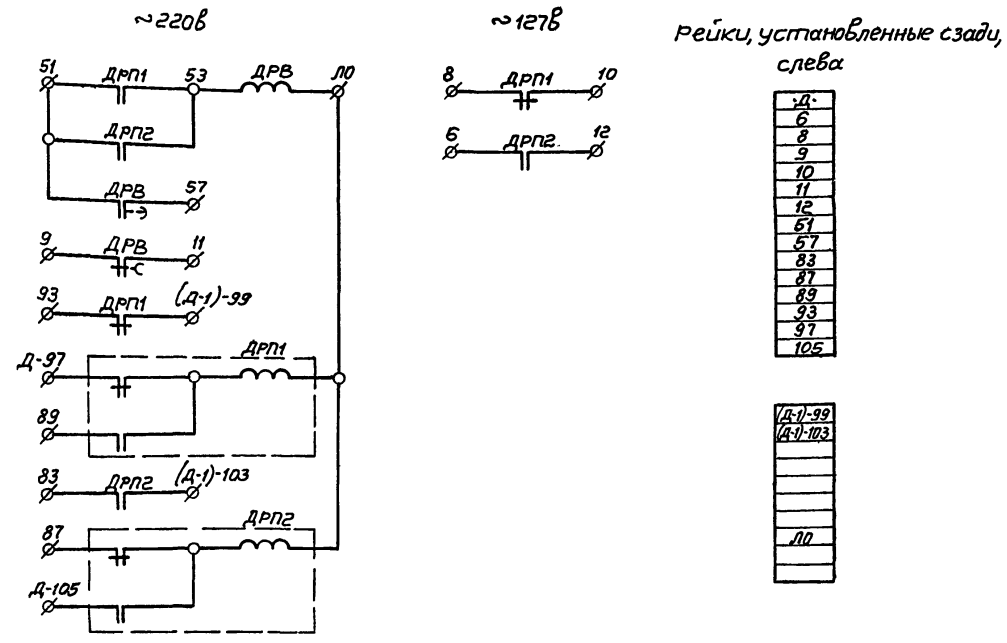 ~220в
51
ДРП1
53
ДРВ
ЛО
ДРП2
ДРВ
57
9
ДРВ
11
93
ДРП1
(Д-1)-99
Д-97
ДРП1
89
83
ДРП2
(Д-1)-103
87
ДРП2
Д-105
~127в
8
ДРП1
10
6
ДРП2
12
Рейки, установленные сзади,
слева
Д
6
8
9
10
11
12
51
57
83
87
89
93
97
105
(Д-1)-99
(Д-1)-103
ЛО